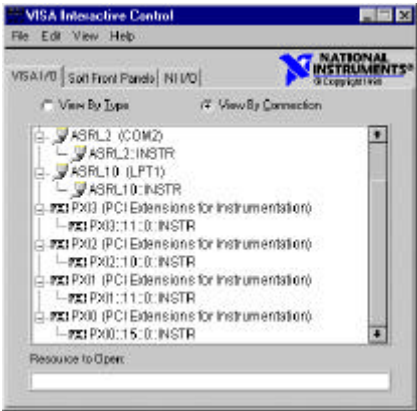 VISA Interactive Control
File Edit View Help
NATIONAL
INSTRUMENTS®
VISA I/O Soft Front Panels NI I/O
© Copyright 1998
View By Type View By Connection
ASRL2 (COM2)
ASRL2::INSTR
ASRL10 (LPT1)
ASRL10::INSTR
PXI PXI3 (PCI Extensions for Instrumentation)
PXI PXI3::11::0::INSTR
PXI PXI2 (PCI Extensions for Instrumentation)
PXI PXI2::10::0::INSTR
PXI PXI1 (PCI Extensions for Instrumentation)
PXI PXI1::11::0::INSTR
PXI PXI0 (PCI Extensions for Instrumentation)
PXI PXI0::15::0::INSTR
Resource to Open: